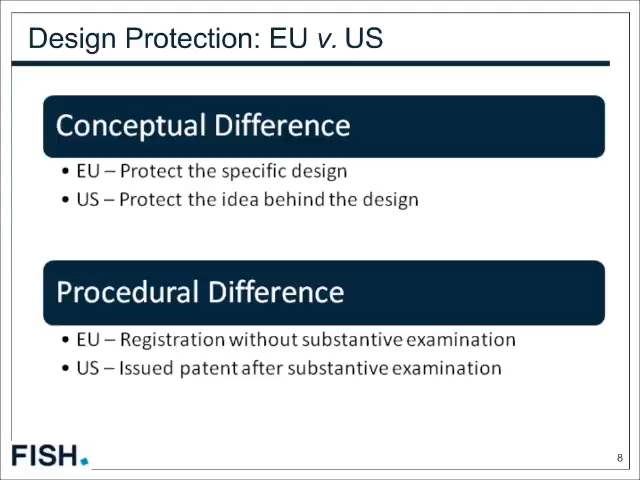 Design Protection: EU v. US
Conceptual Difference
• EU – Protect the specific design
• US – Protect the idea behind the design
Procedural Difference
• EU – Registration without substantive examination
• US – Issued patent after substantive examination
FISH.
8